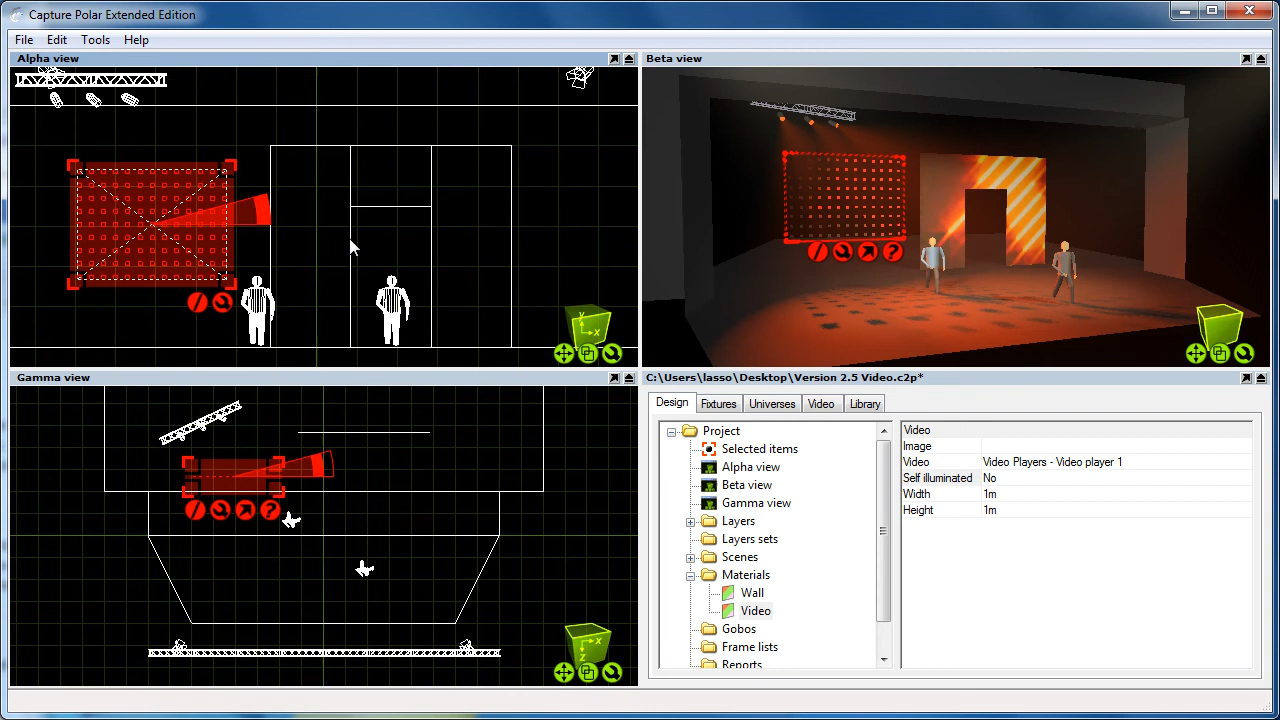 Capture Polar Extended Edition
File Edit Tools Help
Alpha view
Beta view
Y
X
Gamma view
X
Z
C:\Users\lasso\Desktop\Version 2.5 Video.c2p*
Design Fixtures Universes Video Library
Project
Selected items
Alpha view
Beta view
Gamma view
Layers
Layers sets
Scenes
Materials
Wall
Video
Gobos
Frame lists
Reports
Video
Image
Video Video Players - Video player 1
Self illuminated No
Width 1m
Height 1m